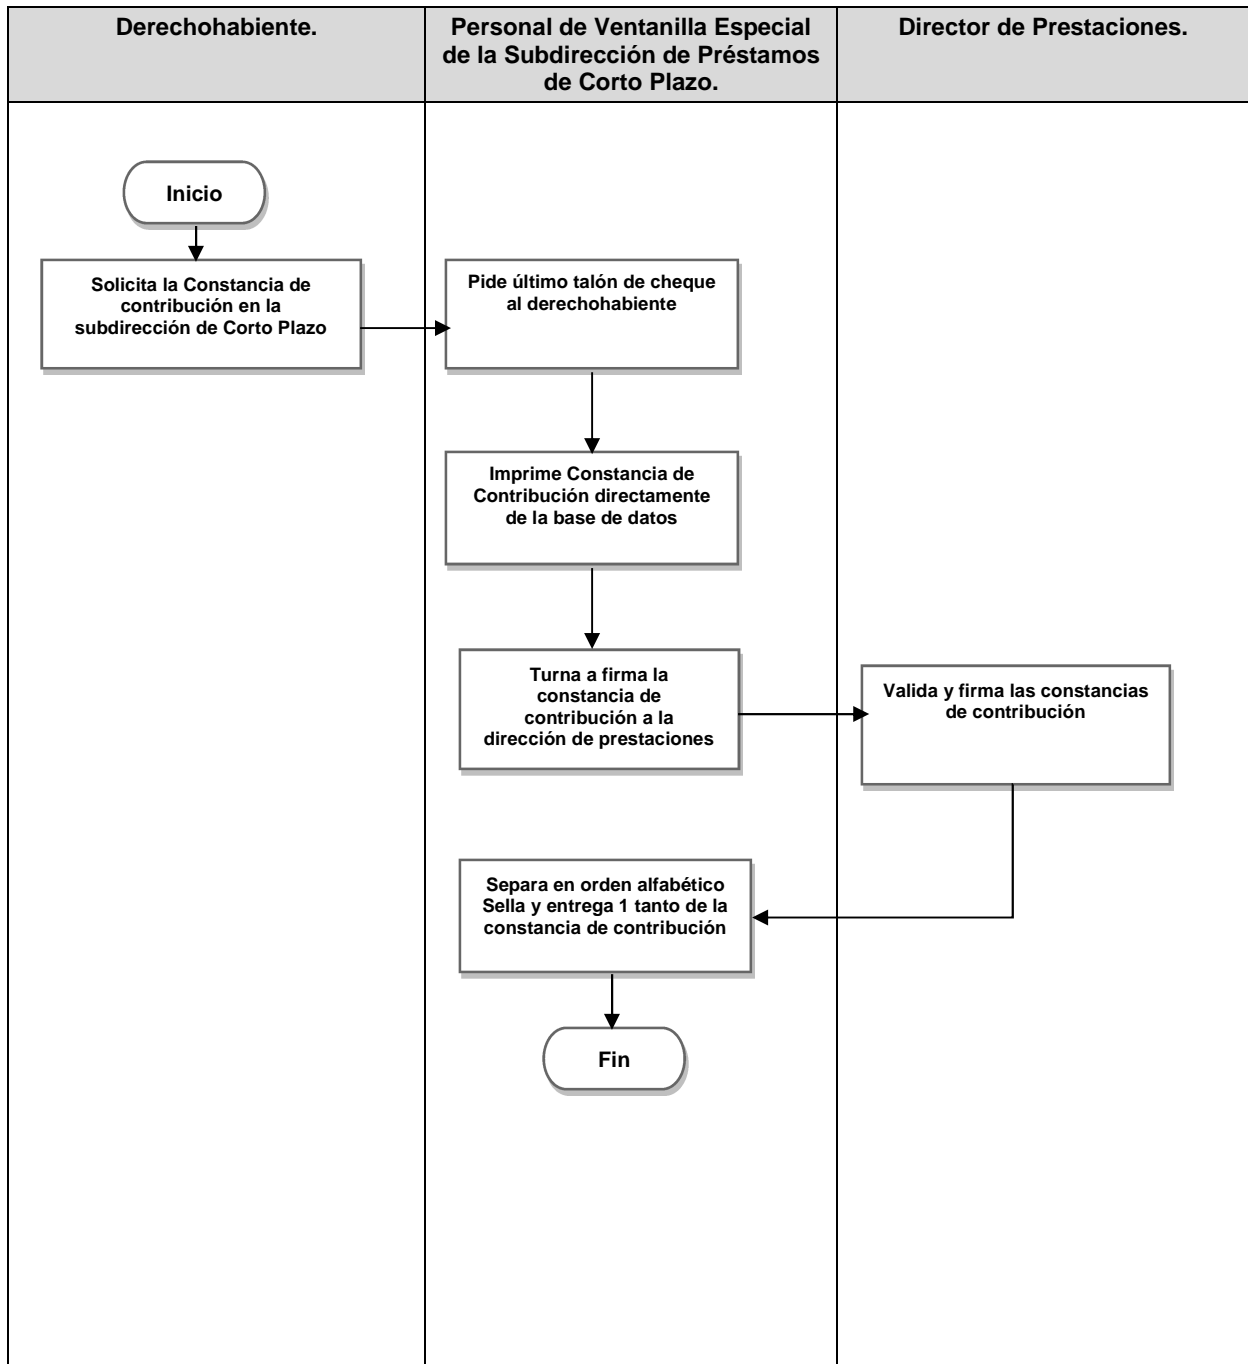 Derechohabiente.
Personal de Ventanilla Especial
de la Subdirección de Préstamos
de Corto Plazo.
Director de Prestaciones.
Inicio
Solicita la Constancia de
contribución en la
subdirección de Corto Plazo
Pide último talón de cheque
al derechohabiente
Imprime Constancia de
Contribución directamente
de la base de datos
Turna a firma la
constancia de
contribución a la
dirección de prestaciones
Valida y firma las constancias
de contribución
Separa en orden alfabético
Sella y entrega 1 tanto de la
constancia de contribución
Fin